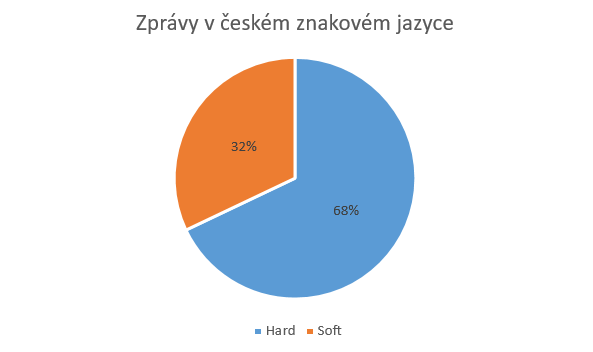 Zprávy v českém znakovém jazyce
32%
68%
Hard Soft